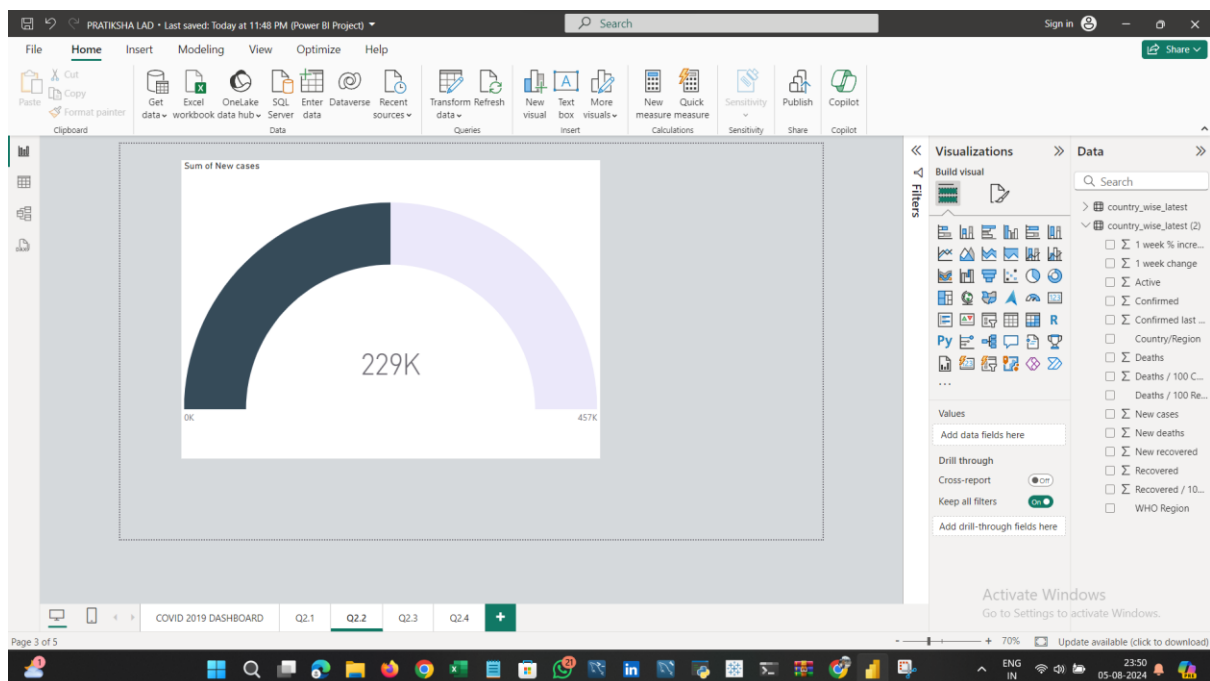 PRATIKSHA LAD • Last saved: Today at 11:48 PM (Power BI Project)
Search
Sign in
File Home Insert Modeling View Optimize Help
Share
Paste
Cut
Copy
Format painter
Clipboard
Get data
Excel workbook
OneLake data hub
SQL Server
Enter data
Dataverse
Recent sources
Data
Transform data
Refresh
Queries
New visual
Text box
More visuals
Insert
New measure
Quick measure
Calculations
Sensitivity
Sensitivity
Publish
Share
Copilot
Copilot
Sum of New cases
229K
0K
457K
Filters
Visualizations
Build visual
R
Py
...
Values
Add data fields here
Drill through
Cross-report
Off
Keep all filters
On
Add drill-through fields here
Data
Search
country_wise_latest
country_wise_latest (2)
1 week % incre...
1 week change
Active
Confirmed
Confirmed last ...
Country/Region
Deaths
Deaths / 100 C...
Deaths / 100 Re...
New cases
New deaths
New recovered
Recovered
Recovered / 10...
WHO Region
Activate Windows
Go to Settings to activate Windows.
COVID 2019 DASHBOARD Q2.1 Q2.2 Q2.3 Q2.4 +
Page 3 of 5
- + 70%
Update available (click to download)
ENG
IN
23:50
05-08-2024